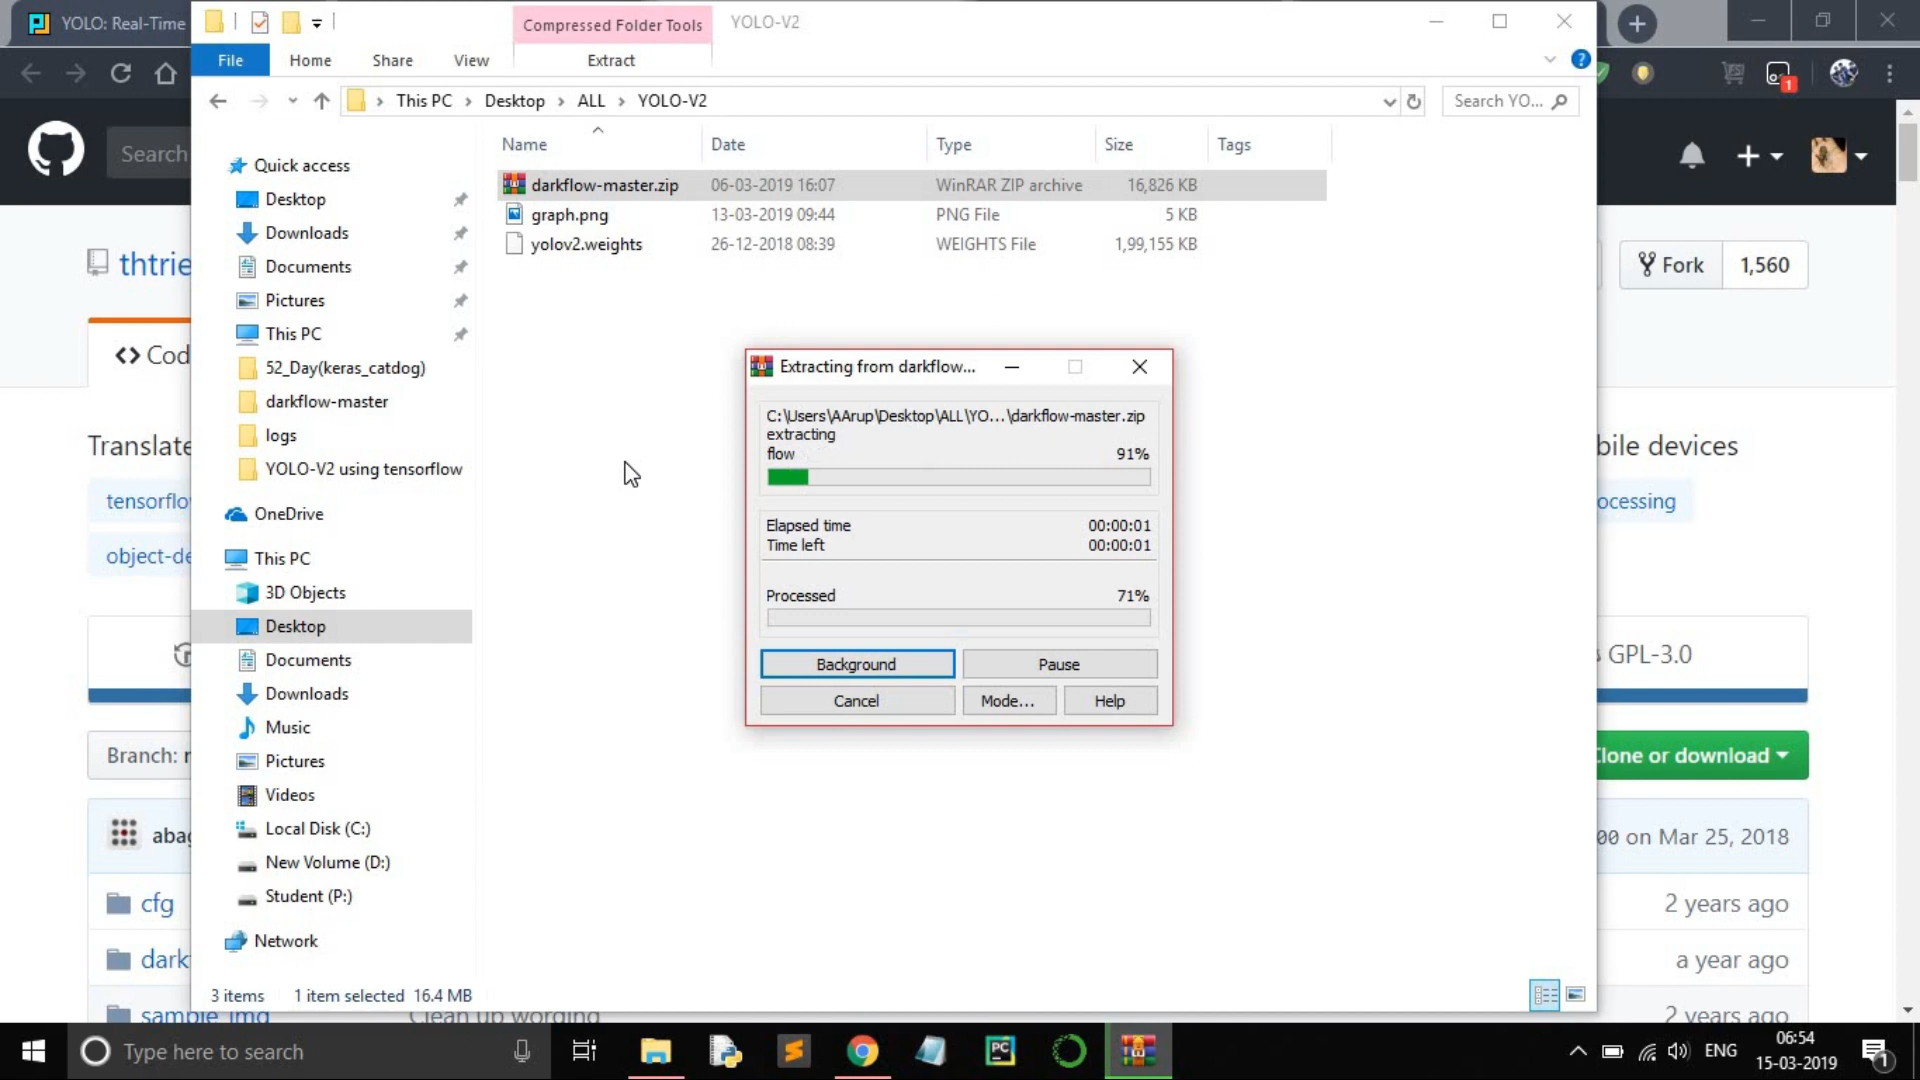 YOLO: Real-Time
Compressed Folder Tools
YOLO-V2
File
Home
Share
View
Extract
This PC
Desktop
ALL
YOLO-V2
Search YO...
Name
Date
Type
Size
Tags
Quick access
Desktop
Downloads
Documents
Pictures
This PC
52_Day(keras_catdog)
darkflow-master
logs
YOLO-V2 using tensorflow
OneDrive
This PC
3D Objects
Desktop
Documents
Downloads
Music
Pictures
Videos
Local Disk (C:)
New Volume (D:)
Student (P:)
Network
darkflow-master.zip 06-03-2019 16:07 WinRAR ZIP archive 16,826 KB
graph.png 13-03-2019 09:44 PNG File 5 KB
yolov2.weights 26-12-2018 08:39 WEIGHTS File 1,99,155 KB
Extracting from darkflow...
C:\Users\AArup\Desktop\ALL\YO...\darkflow-master.zip
extracting
flow 91%
Elapsed time 00:00:01
Time left 00:00:01
Processed 71%
Background
Pause
Cancel
Mode...
Help
3 items 1 item selected 16.4 MB
1
Search
thtrie
Fork 1,560
<> Cod
Translate
bile devices
tensorflo
ocessing
object-de
GPL-3.0
Branch:
Clone or download
abag
00 on Mar 25, 2018
cfg
2 years ago
dark
a year ago
sample_img
Clean up wording
2 years ago
Type here to search
PC
ENG
06:54
15-03-2019
1